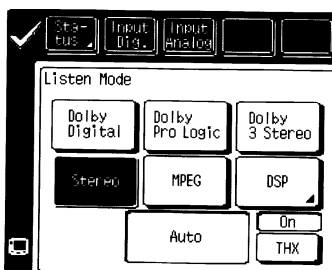 Sta-
tus
Input
Dig.
Input
Analog
Listen Mode
Dolby
Digital
Dolby
Pro Logic
Dolby
3 Stereo
Stereo
MPEG
DSP
Auto
On
THX